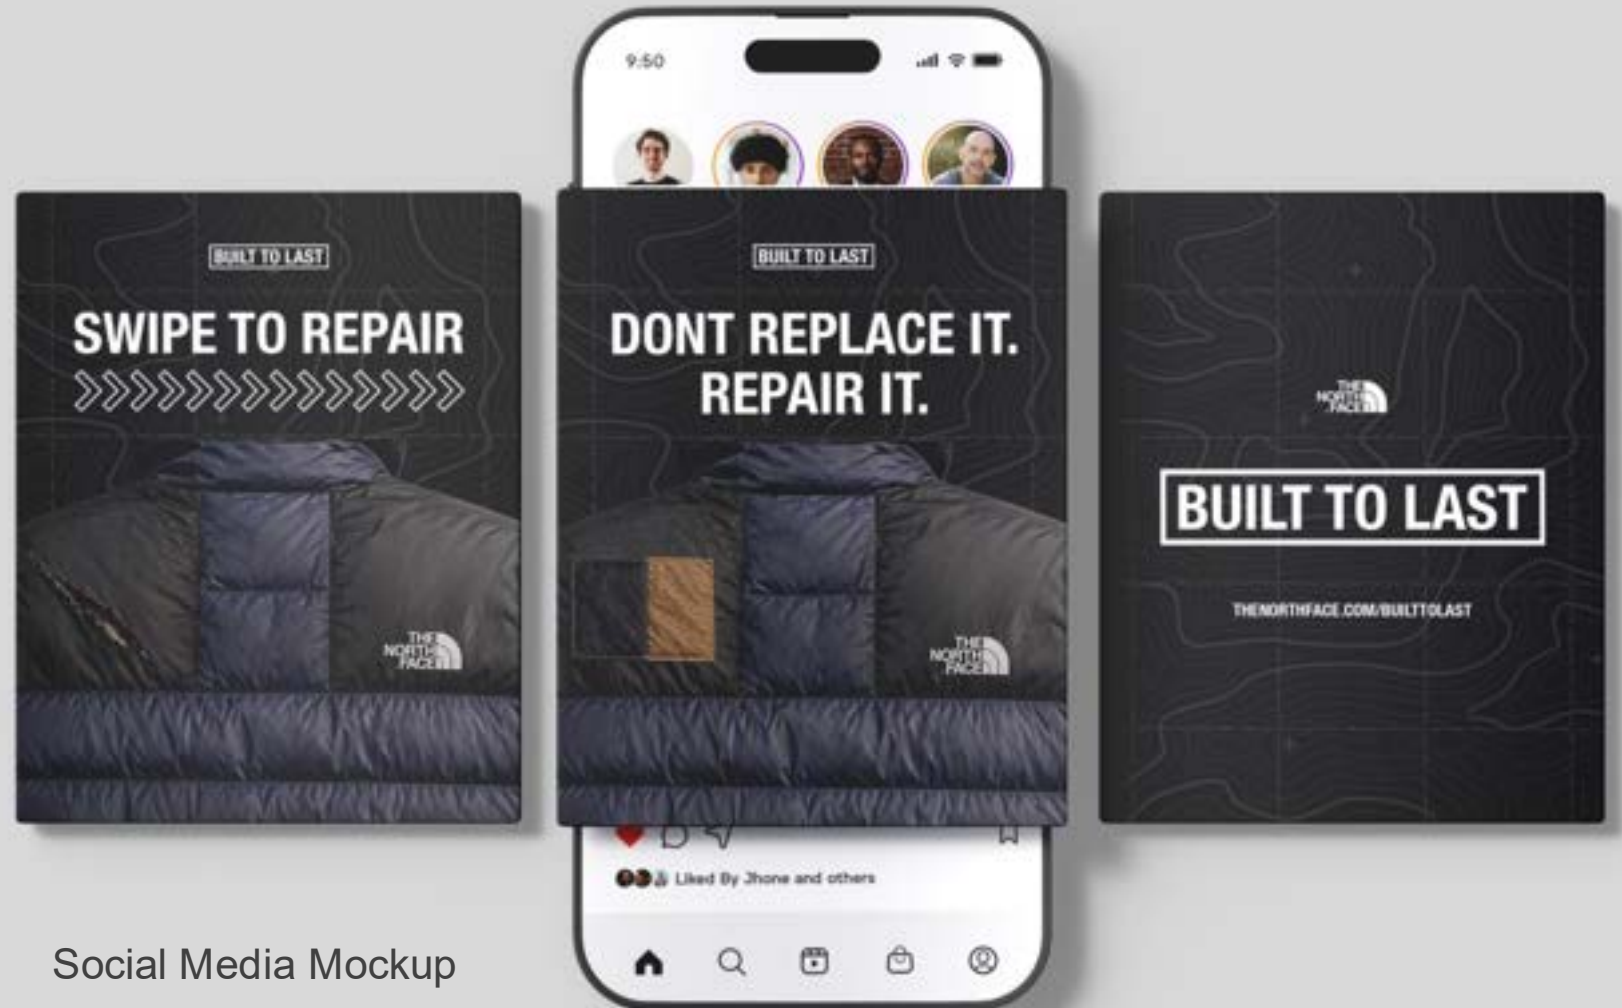 9:50
BUILT TO LAST
SWIPE TO REPAIR
THE
NORTH
FACE
BUILT TO LAST
DONT REPLACE IT.
REPAIR IT.
THE
NORTH
FACE
THE
NORTH
FACE
BUILT TO LAST
THENORTHFACE.COM/BUILTTOLAST
Liked By Jhone and others
Social Media Mockup